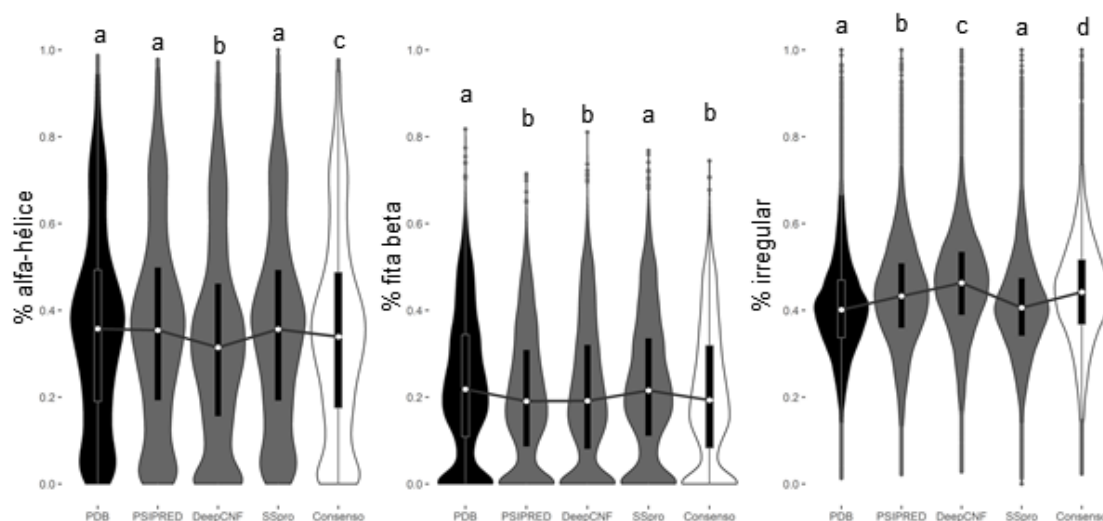 a a b a c
% alfa-hélice
1.0
0.8
0.6
0.4
0.2
0.0
PDB PSIPRED DeepCNF SSpro Consenso
a b b a b
% fita beta
1.0
0.8
0.6
0.4
0.2
0.0
PDB PSIPRED DeepCNF SSpro Consenso
a b c a d
% irregular
1.0
0.8
0.6
0.4
0.2
0.0
PDB PSIPRED DeepCNF SSpro Consenso